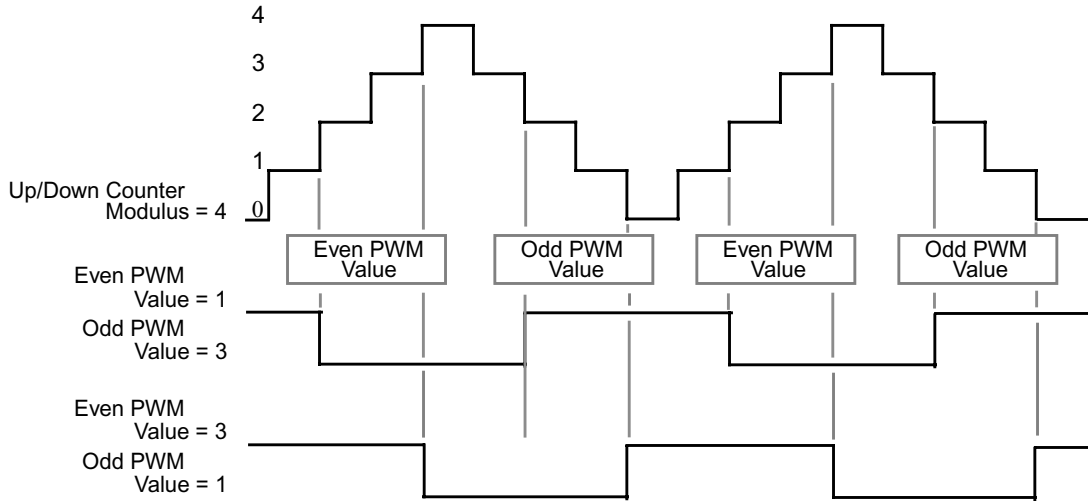 4
3
2
1
Up/Down Counter
Modulus = 4
0
Even PWM
Value
Odd PWM
Value
Even PWM
Value
Odd PWM
Value
Even PWM
Value = 1
Odd PWM
Value = 3
Even PWM
Value = 3
Odd PWM
Value = 1